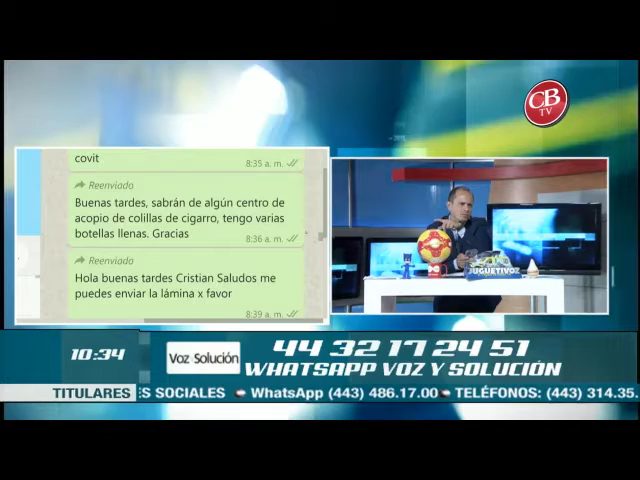 CB
TV
covit
8:35 a. m.
Reenviado
Buenas tardes, sabrán de algún centro de
acopio de colillas de cigarro, tengo varias
botellas llenas. Gracias
8:36 a. m.
Reenviado
Hola buenas tardes Cristian Saludos me
puedes enviar la lámina x favor
8:39 a. m.
JUGUETIVOZ
10:34
Voz y Solución
44 32 17 24 51
WHATSAPP VOZ Y SOLUCIÓN
TITULARES
ES SOCIALES WhatsApp (443) 486.17.00 TELÉFONOS: (443) 314.35.